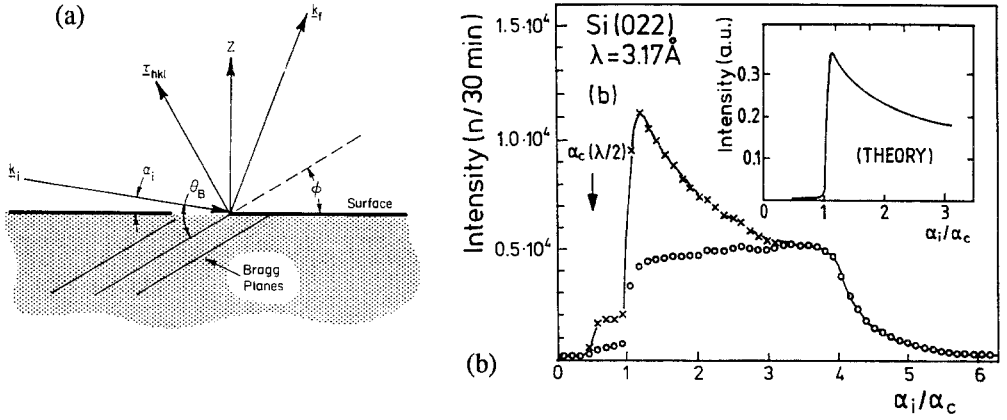 (a)
k_f
Z
τ_hkl
k_i
α_i
θ_B
ϕ
Surface
Bragg
Planes
Intensity (n/30 min)
1.5·10⁴
1.0·10⁴
0.5·10⁴
0
Si(022)
λ=3.17Å
(b)
α_c(λ/2)
Intensity (a.u.)
0.3
0.2
0.1
(THEORY)
0 1 2 3
α_i/α_c
(b)
0 1 2 3 4 5 6
α_i/α_c